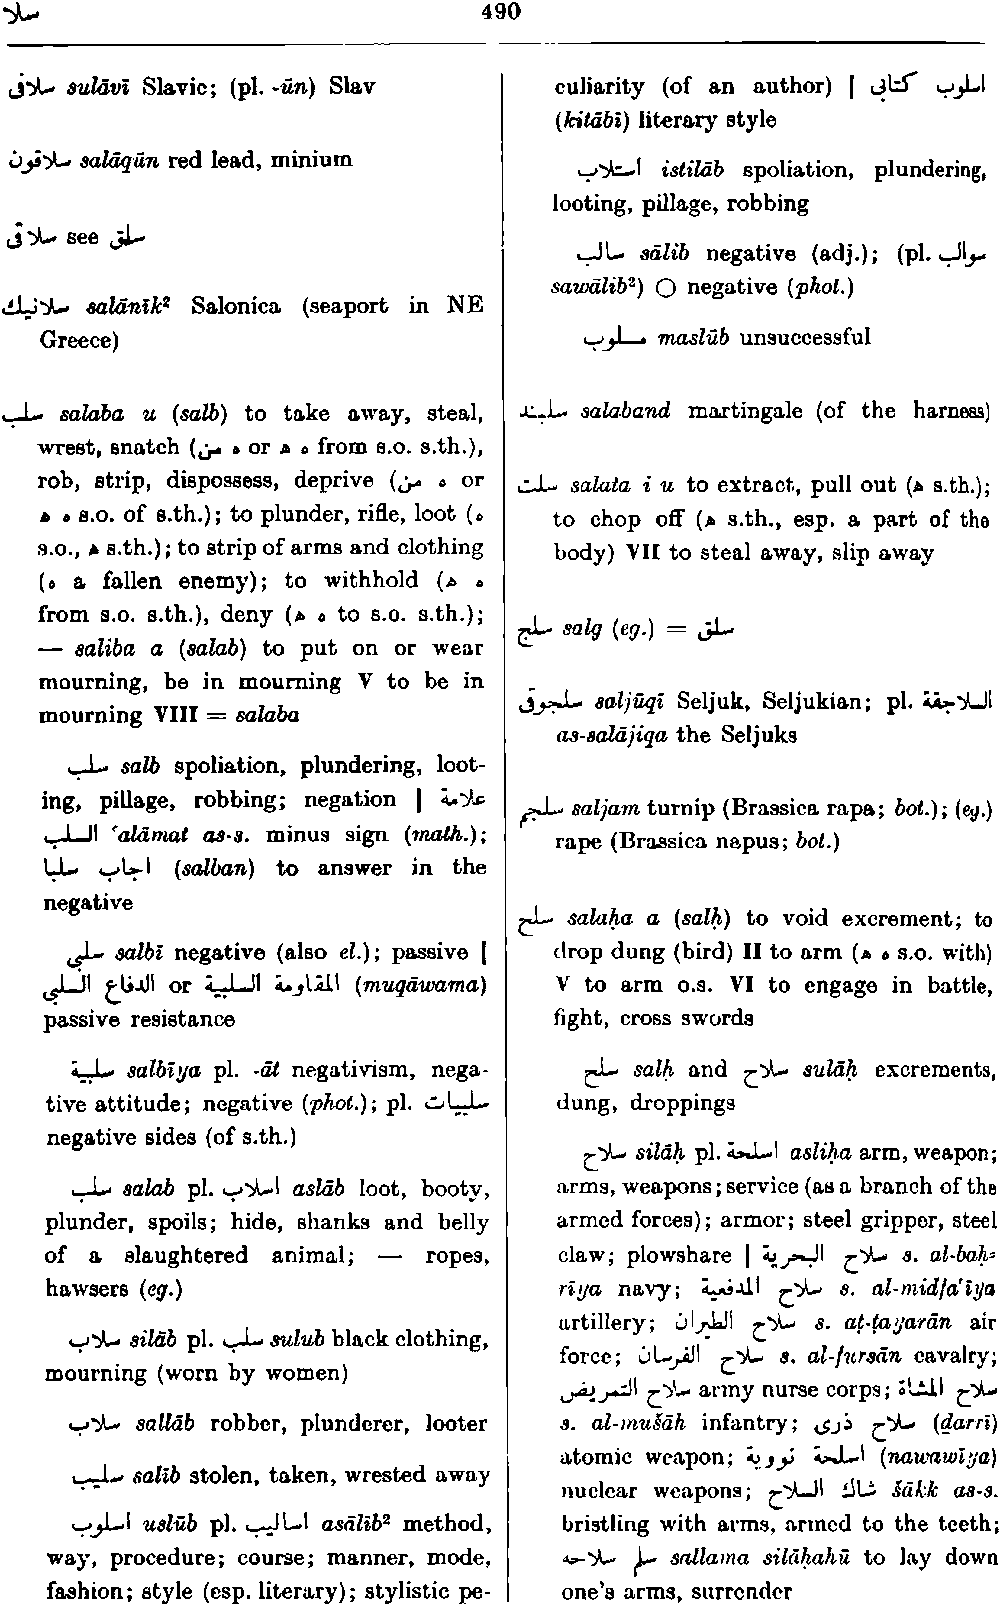 سلا
490
سلافى sulāvī Slavic; (pl. -ūn) Slav
سلاقون salāqūn red lead, minium
سلاقى see سلق
سلانيك salānīk² Salonica (seaport in NE
Greece)
سلب salaba u (salb) to take away, steal,
wrest, snatch (من ه or ه ه from s.o. s.th.),
rob, strip, dispossess, deprive (من ه or
ه ه s.o. of s.th.); to plunder, rifle, loot (ه
s.o., ه s.th.); to strip of arms and clothing
(ه a fallen enemy); to withhold (ه ه
from s.o. s.th.), deny (ه ه to s.o. s.th.);
— saliba a (salab) to put on or wear
mourning, be in mourning V to be in
mourning VIII = salaba
سلب salb spoliation, plundering, loot-
ing, pillage, robbing; negation | علامة
السلب ʿalāmat as-s. minus sign (math.);
اجاب سلبا (salban) to answer in the
negative
سلبي salbī negative (also el.); passive |
المقاومة السلبية or الدفاع السلبي (muqāwama)
passive resistance
سلبية salbīya pl. -āt negativism, nega-
tive attitude; negative (phot.); pl. سلبيات
negative sides (of s.th.)
سلب salab pl. اسلاب aslāb loot, booty,
plunder, spoils; hide, shanks and belly
of a slaughtered animal; — ropes,
hawsers (eg.)
سلاب silāb pl. سلب sulub black clothing,
mourning (worn by women)
سلاب sallāb robber, plunderer, looter
سليب salīb stolen, taken, wrested away
اسلوب uslūb pl. اساليب asālīb² method,
way, procedure; course; manner, mode,
fashion; style (esp. literary); stylistic pe-
culiarity (of an author) | اسلوب كتابى
(kitābī) literary style
استلاب istilāb spoliation, plundering,
looting, pillage, robbing
سالب sālib negative (adj.); (pl. سوالب
sawālib²) ○ negative (phot.)
مسلوب maslūb unsuccessful
سلبند salaband martingale (of the harness)
سلت salata i u to extract, pull out (ه s.th.);
to chop off (ه s.th., esp. a part of the
body) VII to steal away, slip away
سلج salg (eg.) = سلق
سلجوقى saljūqī Seljuk, Seljukian; pl. السلاجقة
as-salājiqa the Seljuks
سلجم saljam turnip (Brassica rapa; bot.); (eg.)
rape (Brassica napus; bot.)
سلح salaḥa a (salḥ) to void excrement; to
drop dung (bird) II to arm (ه ه s.o. with)
V to arm o.s. VI to engage in battle,
fight, cross swords
سلح salḥ and سلاح sulāḥ excrements,
dung, droppings
سلاح silāḥ pl. اسلحة asliḥa arm, weapon;
arms, weapons; service (as a branch of the
armed forces); armor; steel gripper, steel
claw; plowshare | سلاح البحرية s. al-baḥ-
rīya navy; سلاح المدفعية s. al-midfaʿīya
artillery; سلاح الطيران s. aṭ-ṭayarān air
force; سلاح الفرسان s. al-fursān cavalry;
سلاح التمريض army nurse corps; سلاح المشاة
s. al-mušāh infantry; سلاح ذرى (ḏarrī)
atomic weapon; اسلحة نووية (nawawīya)
nuclear weapons; شاك السلاح šākk as-s.
bristling with arms, armed to the teeth;
سلم سلاحه sallama silāḥahū to lay down
one's arms, surrender